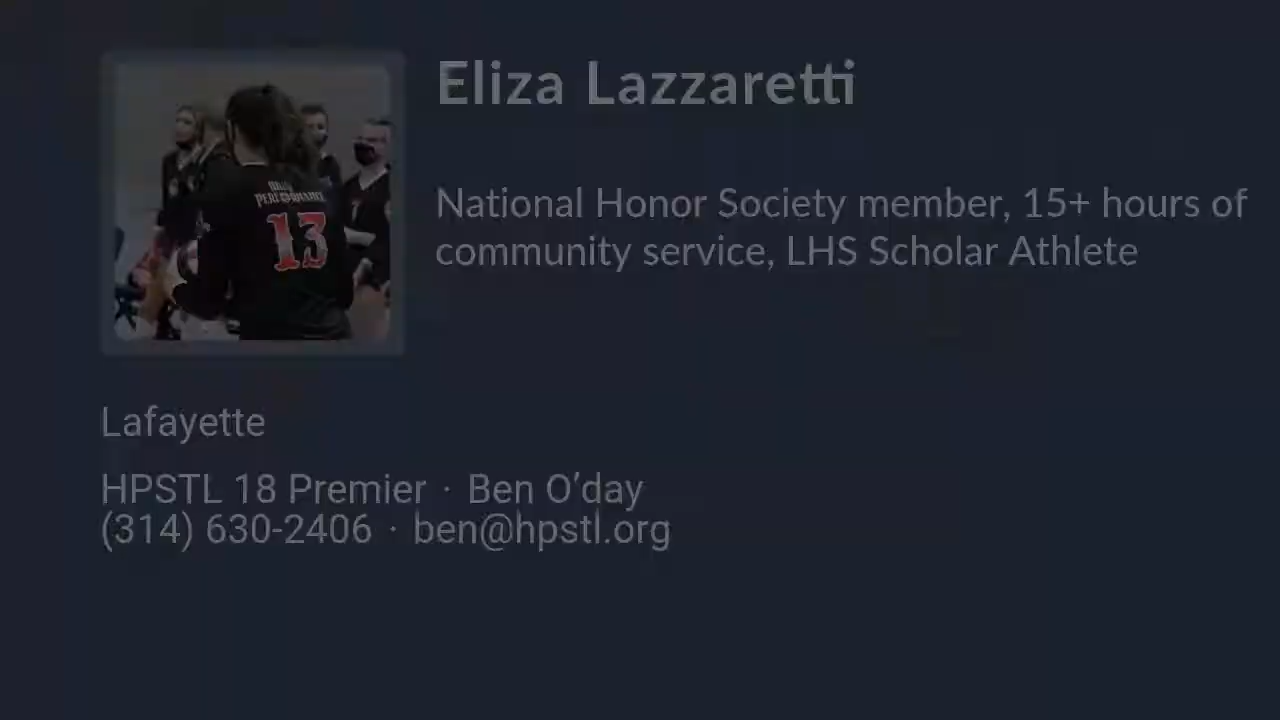 Eliza Lazzaretti
National Honor Society member, 15+ hours of
community service, LHS Scholar Athlete
PERFORMANCE
13
Lafayette
HPSTL 18 Premier · Ben O'day
(314) 630-2406 · ben@hpstl.org